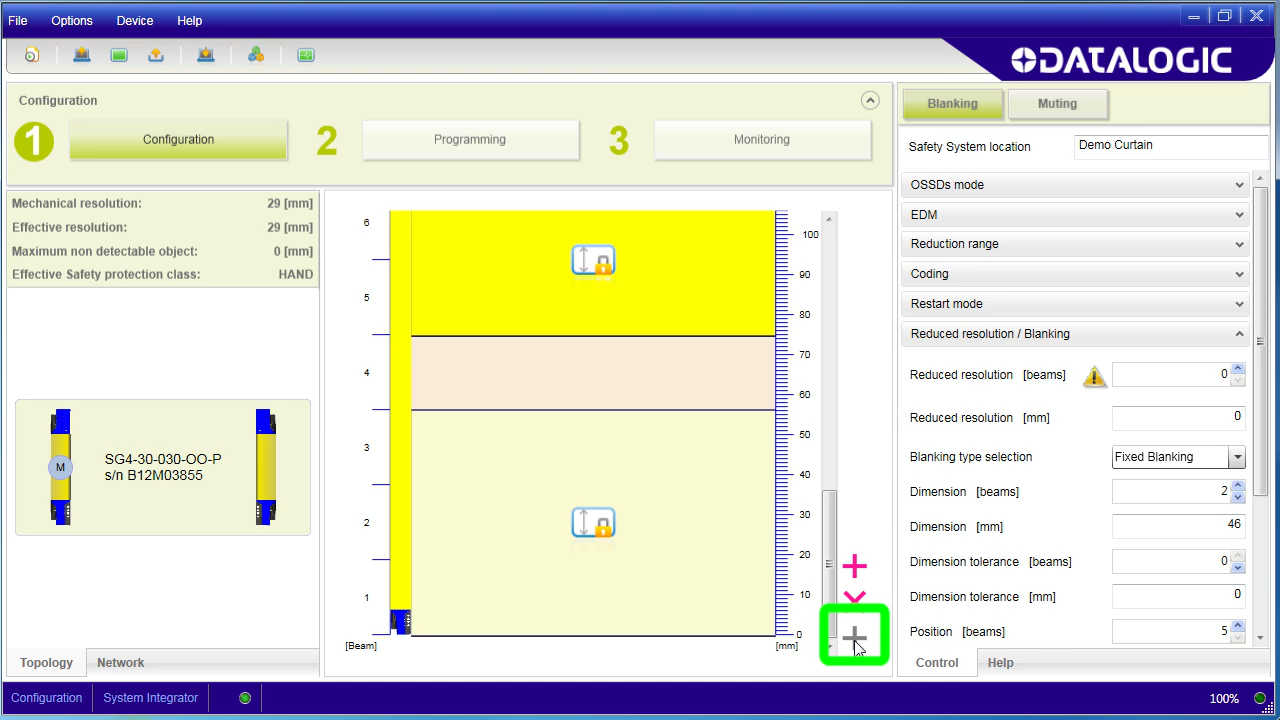 File Options Device Help
DATALOGIC
Configuration
1 Configuration 2 Programming 3 Monitoring
Blanking Muting
Safety System location Demo Curtain
Mechanical resolution: 29 [mm]
Effective resolution: 29 [mm]
Maximum non detectable object: 0 [mm]
Effective Safety protection class: HAND
M
SG4-30-030-OO-P
s/n B12M03855
6
5
4
3
2
1
[Beam]
100
90
80
70
60
50
40
30
20
10
0
[mm]
OSSDs mode
EDM
Reduction range
Coding
Restart mode
Reduced resolution / Blanking
Reduced resolution [beams] 0
Reduced resolution [mm] 0
Blanking type selection Fixed Blanking
Dimension [beams] 2
Dimension [mm] 46
Dimension tolerance [beams] 0
Dimension tolerance [mm] 0
Position [beams] 5
Topology Network
Control Help
Configuration System Integrator 100%